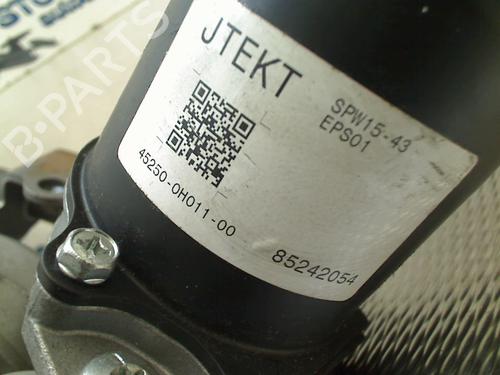 JTEKT
SPW15-43
EPS01
45250-0H011-00
85242054
B-PARTS